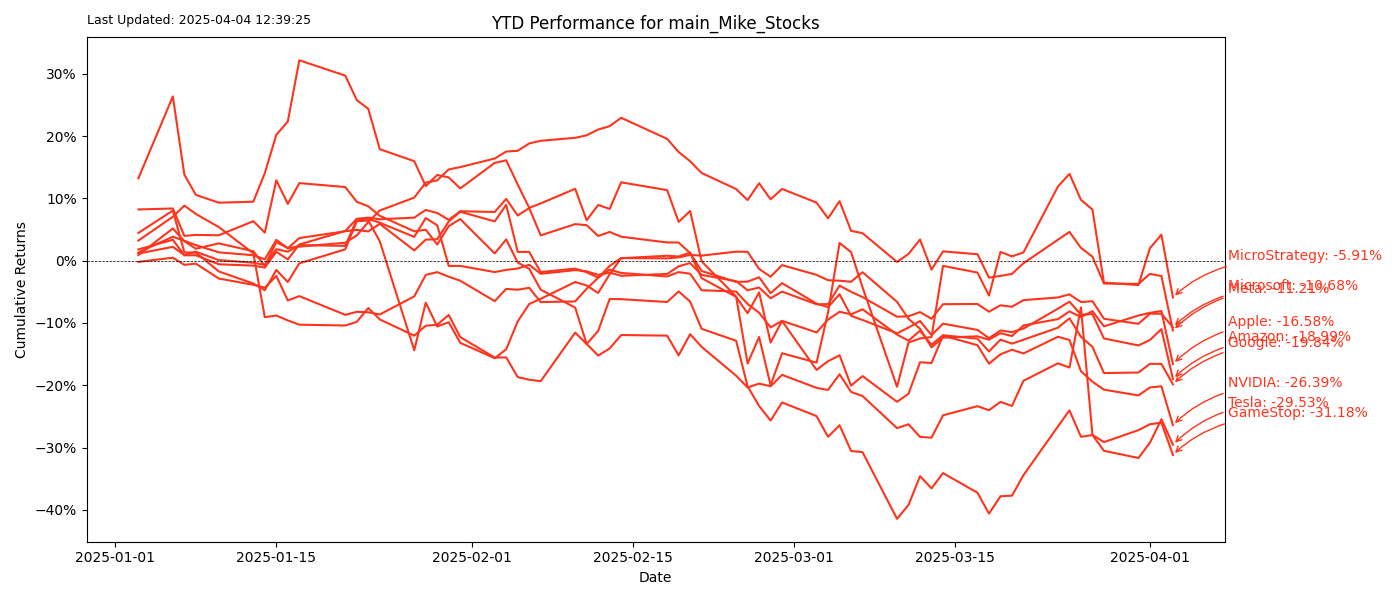 Last Updated: 2025-04-04 12:39:25
YTD Performance for main_Mike_Stocks
Cumulative Returns
30%
20%
10%
0%
−10%
−20%
−30%
−40%
MicroStrategy: -5.91%
Microsoft: -10.68%
Meta: -11.21%
Apple: -16.58%
Amazon: -18.99%
Google: -19.84%
NVIDIA: -26.39%
Tesla: -29.53%
GameStop: -31.18%
2025-01-01
2025-01-15
2025-02-01
2025-02-15
2025-03-01
2025-03-15
2025-04-01
Date